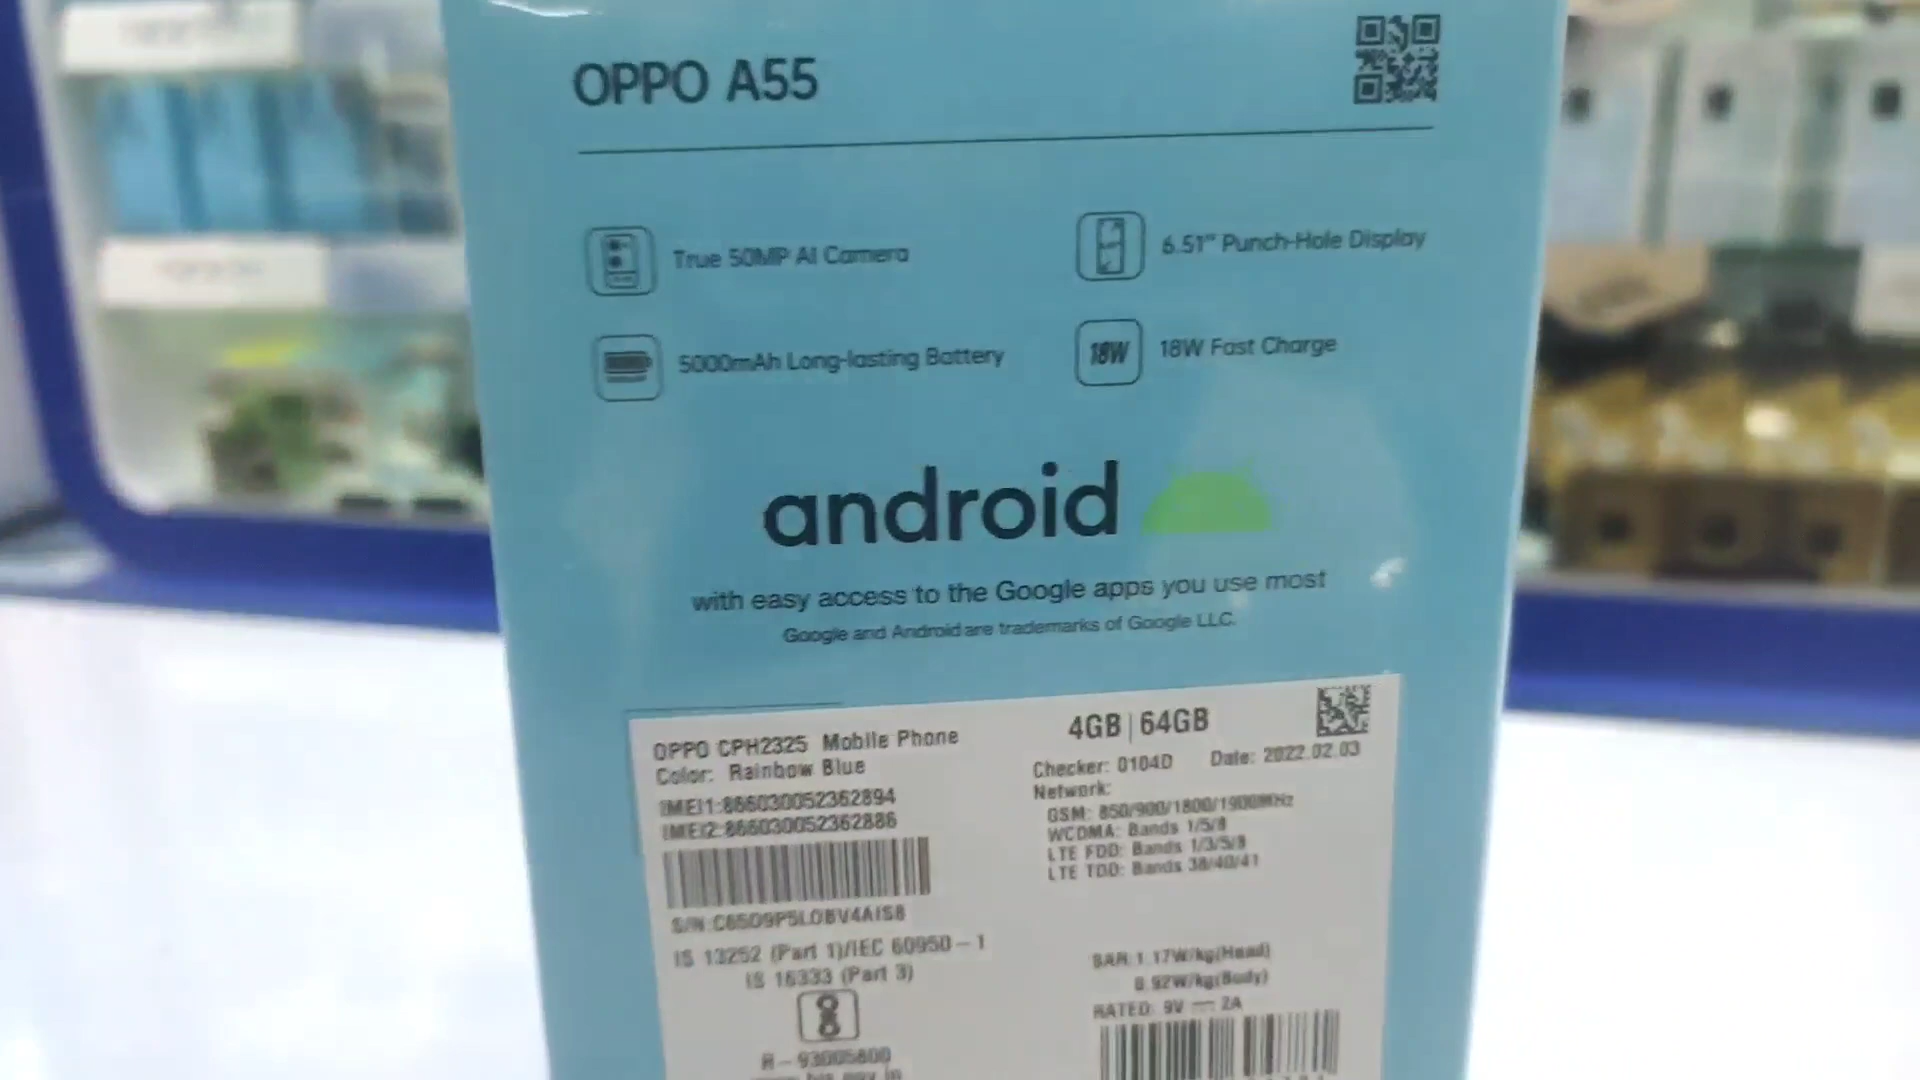 OPPO A55
True 50MP AI Camera
6.51" Punch-Hole Display
5000mAh Long-lasting Battery
18W
18W Fast Charge
android
with easy access to the Google apps you use most
Google and Android are trademarks of Google LLC.
OPPO CPH2325 Mobile Phone
Color: Rainbow Blue
IMEI1:866030052362894
IMEI2:866030052362886
4GB | 64GB
Checker: 0104D Date: 2022.02.03
Network:
GSM: 850/900/1800/1900MHz
WCDMA: Bands 1/5/8
LTE FDD: Bands 1/3/5/8
LTE TDD: Bands 38/40/41
S/N:
IS 13252 (Part 1)/IEC 60950-1
IS 16333 (Part 3)
R-93005800
SAR: 1.17W/kg(Head)
0.92W/kg(Body)
RATED: 9V ⎓ 2A